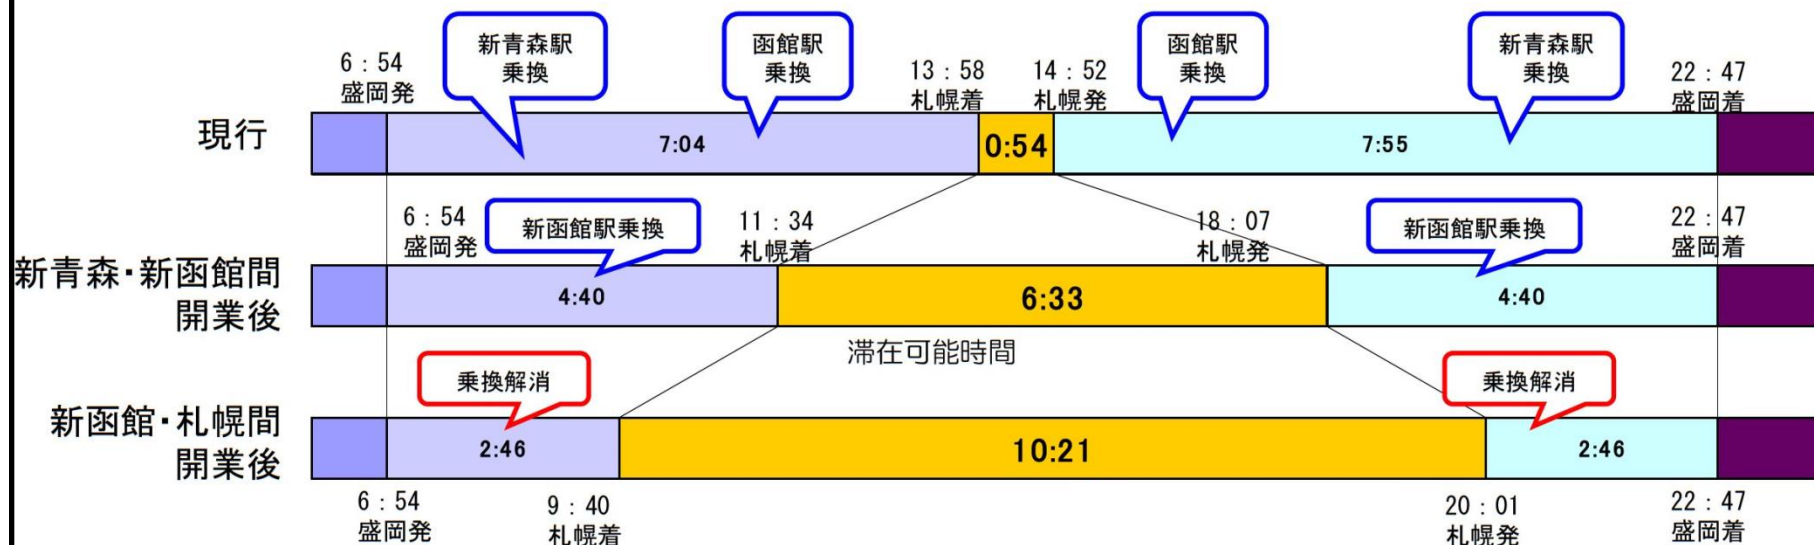 新青森駅
乗換
函館駅
乗換
函館駅
乗換
新青森駅
乗換
6：54
盛岡発
13：58
札幌着
14：52
札幌発
22：47
盛岡着
現行
7:04
0:54
7:55
6：54
盛岡発
新函館駅乗換
11：34
札幌着
18：07
札幌発
新函館駅乗換
22：47
盛岡着
新青森・新函館間
開業後
4:40
6:33
4:40
滞在可能時間
乗換解消
乗換解消
新函館・札幌間
開業後
2:46
10:21
2:46
6：54
盛岡発
9：40
札幌着
20：01
札幌発
22：47
盛岡着